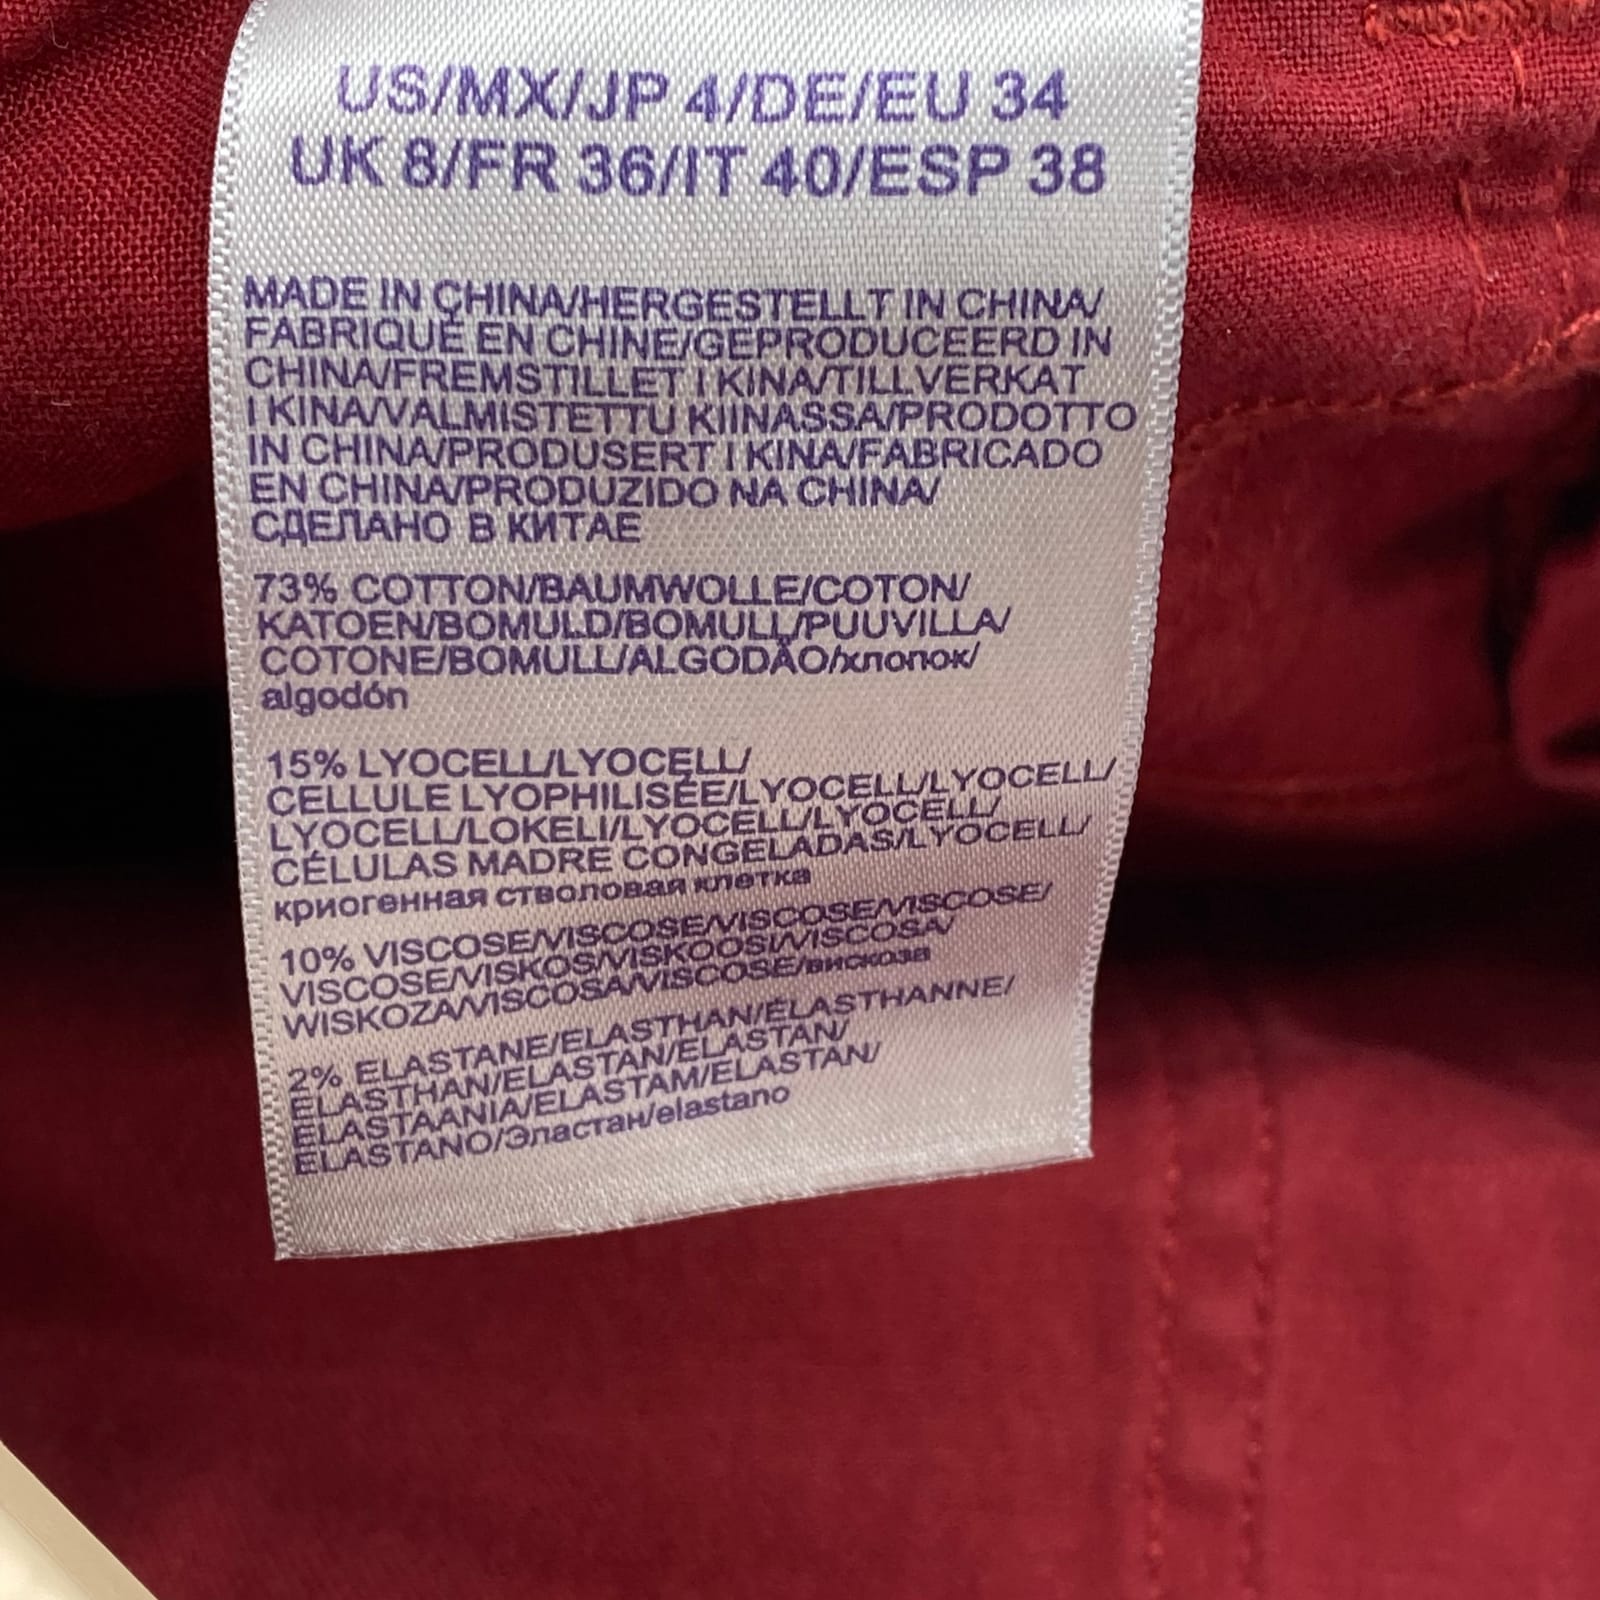 US/MX/JP 4/DE/EU 34
UK 8/FR 36/IT 40/ESP 38
MADE IN CHINA/HERGESTELLT IN CHINA/
FABRIQUÉ EN CHINE/GEPRODUCEERD IN
CHINA/FREMSTILLET I KINA/TILLVERKAT
I KINA/VALMISTETTU KIINASSA/PRODOTTO
IN CHINA/PRODUSERT I KINA/FABRICADO
EN CHINA/PRODUZIDO NA CHINA/
СДЕЛАНО В КИТАЕ
73% COTTON/BAUMWOLLE/COTON/
KATOEN/BOMULD/BOMULL/PUUVILLA/
COTONE/BOMULL/ALGODÃO/хлопок/
algodón
15% LYOCELL/LYOCELL/
CELLULE LYOPHILISÉE/LYOCELL/LYOCELL/
LYOCELL/LOKELI/LYOCELL/LYOCELL/
CÉLULAS MADRE CONGELADAS/LYOCELL/
криогенная стволовая клетка
10% VISCOSE/VISCOSE/VISCOSE/VISCOSE/
VISCOSE/VISKOS/VISKOOSI/VISCOSA/
WISKOZA/VISCOSA/VISCOSE/вискоза
2% ELASTANE/ELASTHAN/ÉLASTHANNE/
ELASTHAN/ELASTAN/ELASTAN/
ELASTAANIA/ELASTAM/ELASTAN/
ELASTANO/Эластан/elastano